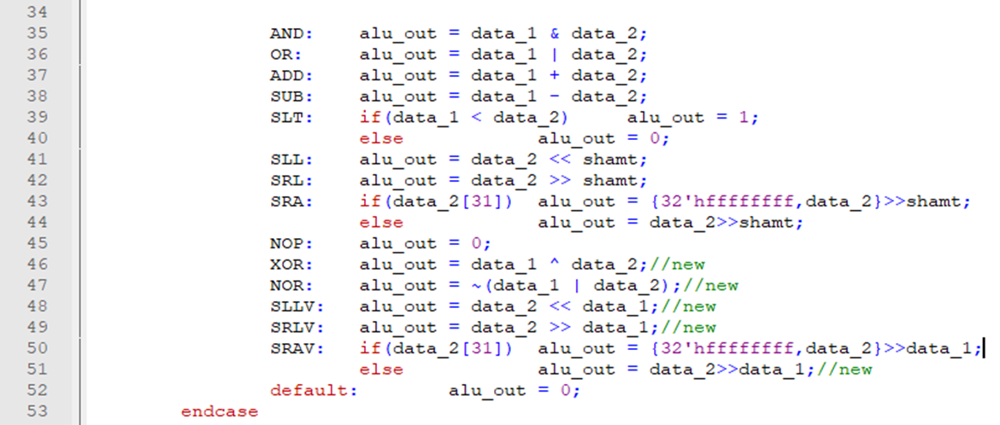 34
35 AND: alu_out = data_1 & data_2;
36 OR: alu_out = data_1 | data_2;
37 ADD: alu_out = data_1 + data_2;
38 SUB: alu_out = data_1 - data_2;
39 SLT: if(data_1 < data_2) alu_out = 1;
40 else alu_out = 0;
41 SLL: alu_out = data_2 << shamt;
42 SRL: alu_out = data_2 >> shamt;
43 SRA: if(data_2[31]) alu_out = {32'hffffffff,data_2}>>shamt;
44 else alu_out = data_2>>shamt;
45 NOP: alu_out = 0;
46 XOR: alu_out = data_1 ^ data_2;//new
47 NOR: alu_out = ~(data_1 | data_2);//new
48 SLLV: alu_out = data_2 << data_1;//new
49 SRLV: alu_out = data_2 >> data_1;//new
50 SRAV: if(data_2[31]) alu_out = {32'hffffffff,data_2}>>data_1;
51 else alu_out = data_2>>data_1;//new
52 default: alu_out = 0;
53 endcase